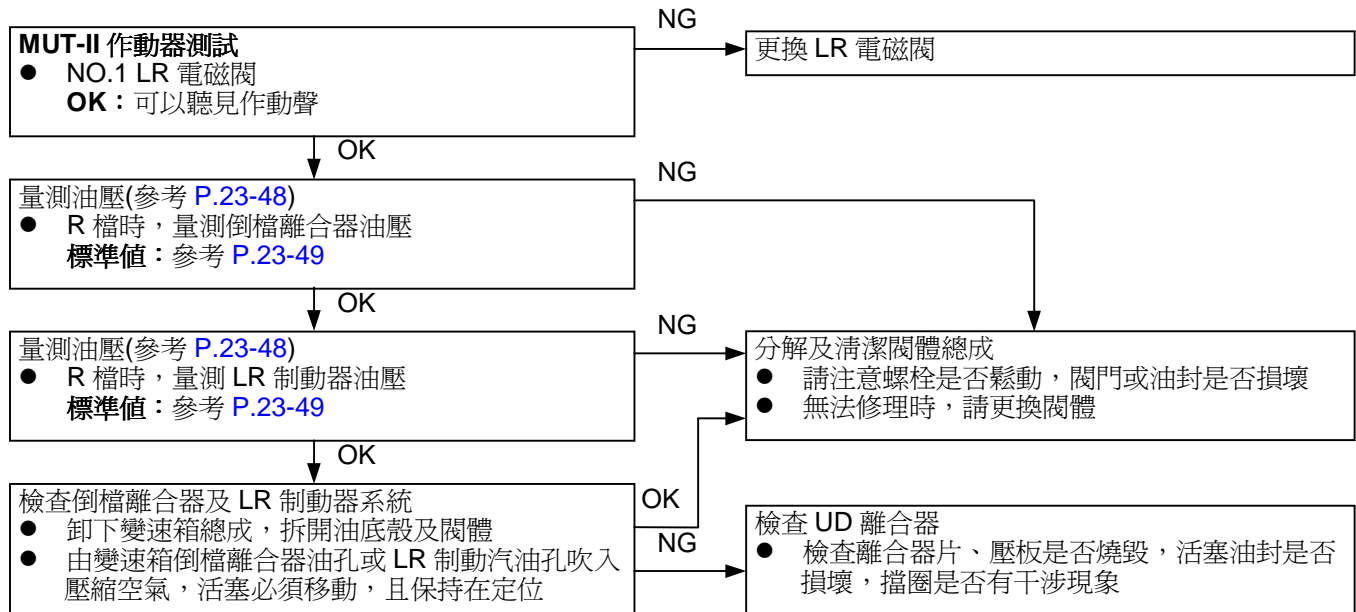 MUT-II 作動器測試
● NO.1 LR 電磁閥
OK：可以聽見作動聲
NG
更換 LR 電磁閥
OK
量測油壓(參考 P.23-48)
● R 檔時，量測倒檔離合器油壓
標準值：參考 P.23-49
NG
OK
量測油壓(參考 P.23-48)
● R 檔時，量測 LR 制動器油壓
標準值：參考 P.23-49
NG
分解及清潔閥體總成
● 請注意螺栓是否鬆動，閥門或油封是否損壞
● 無法修理時，請更換閥體
OK
檢查倒檔離合器及 LR 制動器系統
● 卸下變速箱總成，拆開油底殼及閥體
● 由變速箱倒檔離合器油孔或 LR 制動汽油孔吹入
壓縮空氣，活塞必須移動，且保持在定位
OK
NG
檢查 UD 離合器
● 檢查離合器片、壓板是否燒毀，活塞油封是否
損壞，擋圈是否有干涉現象